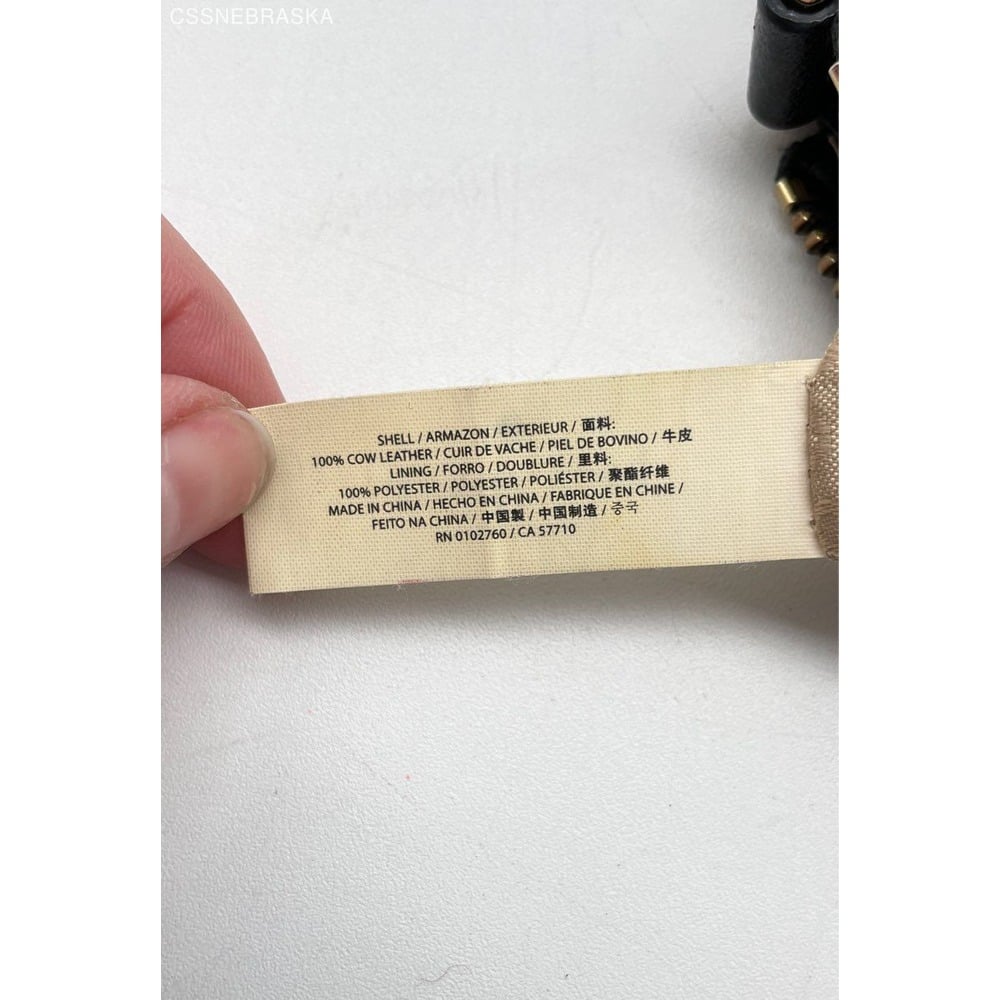 CSSNEBRASKA
SHELL / ARMAZON / EXTERIEUR / 面料:
100% COW LEATHER / CUIR DE VACHE / PIEL DE BOVINO / 牛皮
LINING / FORRO / DOUBLURE / 里料:
100% POLYESTER / POLYESTER / POLIÉSTER / 聚酯纤维
MADE IN CHINA / HECHO EN CHINA / FABRIQUE EN CHINE /
FEITO NA CHINA / 中国製 / 中国制造 / 중국
RN 0102760 / CA 57710